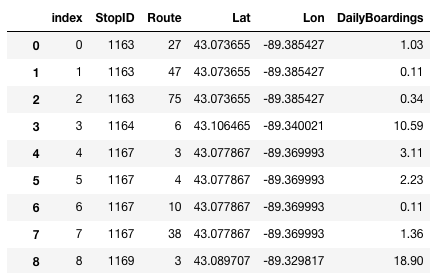 index StopID Route Lat Lon DailyBoardings
0 0 1163 27 43.073655 -89.385427 1.03
1 1 1163 47 43.073655 -89.385427 0.11
2 2 1163 75 43.073655 -89.385427 0.34
3 3 1164 6 43.106465 -89.340021 10.59
4 4 1167 3 43.077867 -89.369993 3.11
5 5 1167 4 43.077867 -89.369993 2.23
6 6 1167 10 43.077867 -89.369993 0.11
7 7 1167 38 43.077867 -89.369993 1.36
8 8 1169 3 43.089707 -89.329817 18.90